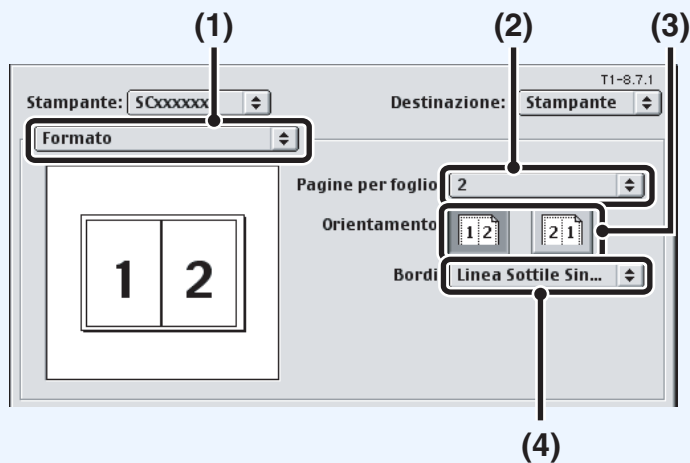 (1) (2) (3)
T1-8.7.1
Stampante: SCxxxxxx Destinazione: Stampante
Formato
Pagine per foglio 2
Orientamento 1 2 2 1
1 2
Bordi Linea Sottile Sin...
(4)